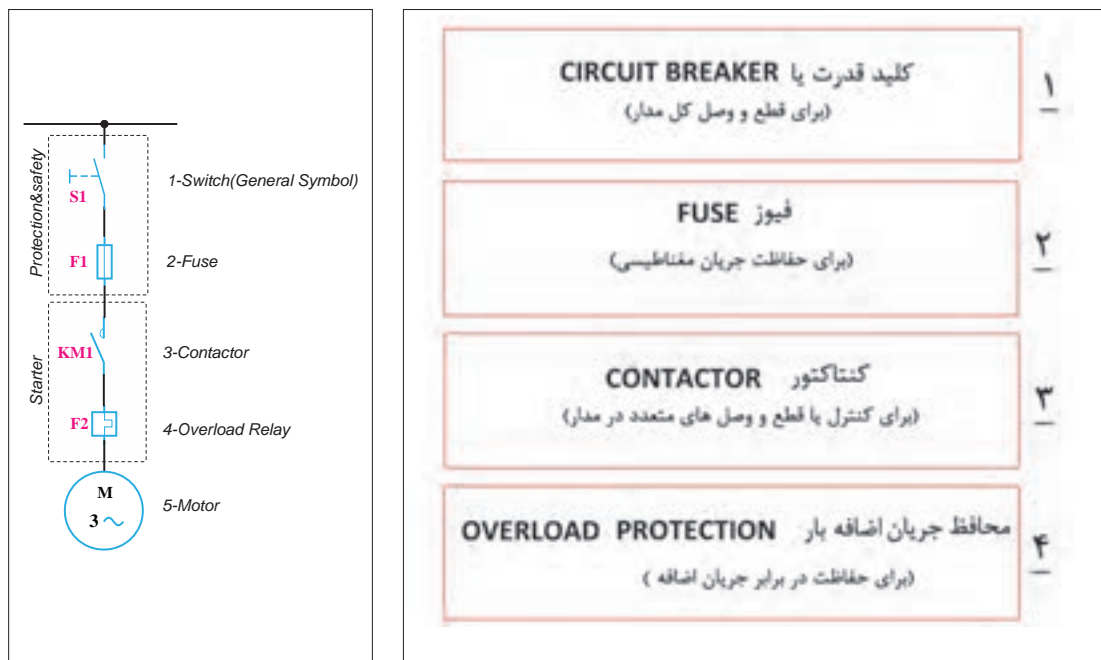 Protection&safety
S1
1-Switch(General Symbol)
F1
2-Fuse
Starter
KM1
3-Contactor
F2
4-Overload Relay
M
3
5-Motor
۱
کلید قدرت یا CIRCUIT BREAKER
(برای قطع و وصل کل مدار)
۲
فیوز FUSE
(برای حفاظت جریان مغناطیسی)
۳
کنتاکتور CONTACTOR
(برای کنترل یا قطع و وصل های متعدد در مدار)
۴
محافظ جریان اضافه بار OVERLOAD PROTECTION
(برای حفاظت در برابر جریان اضافه )